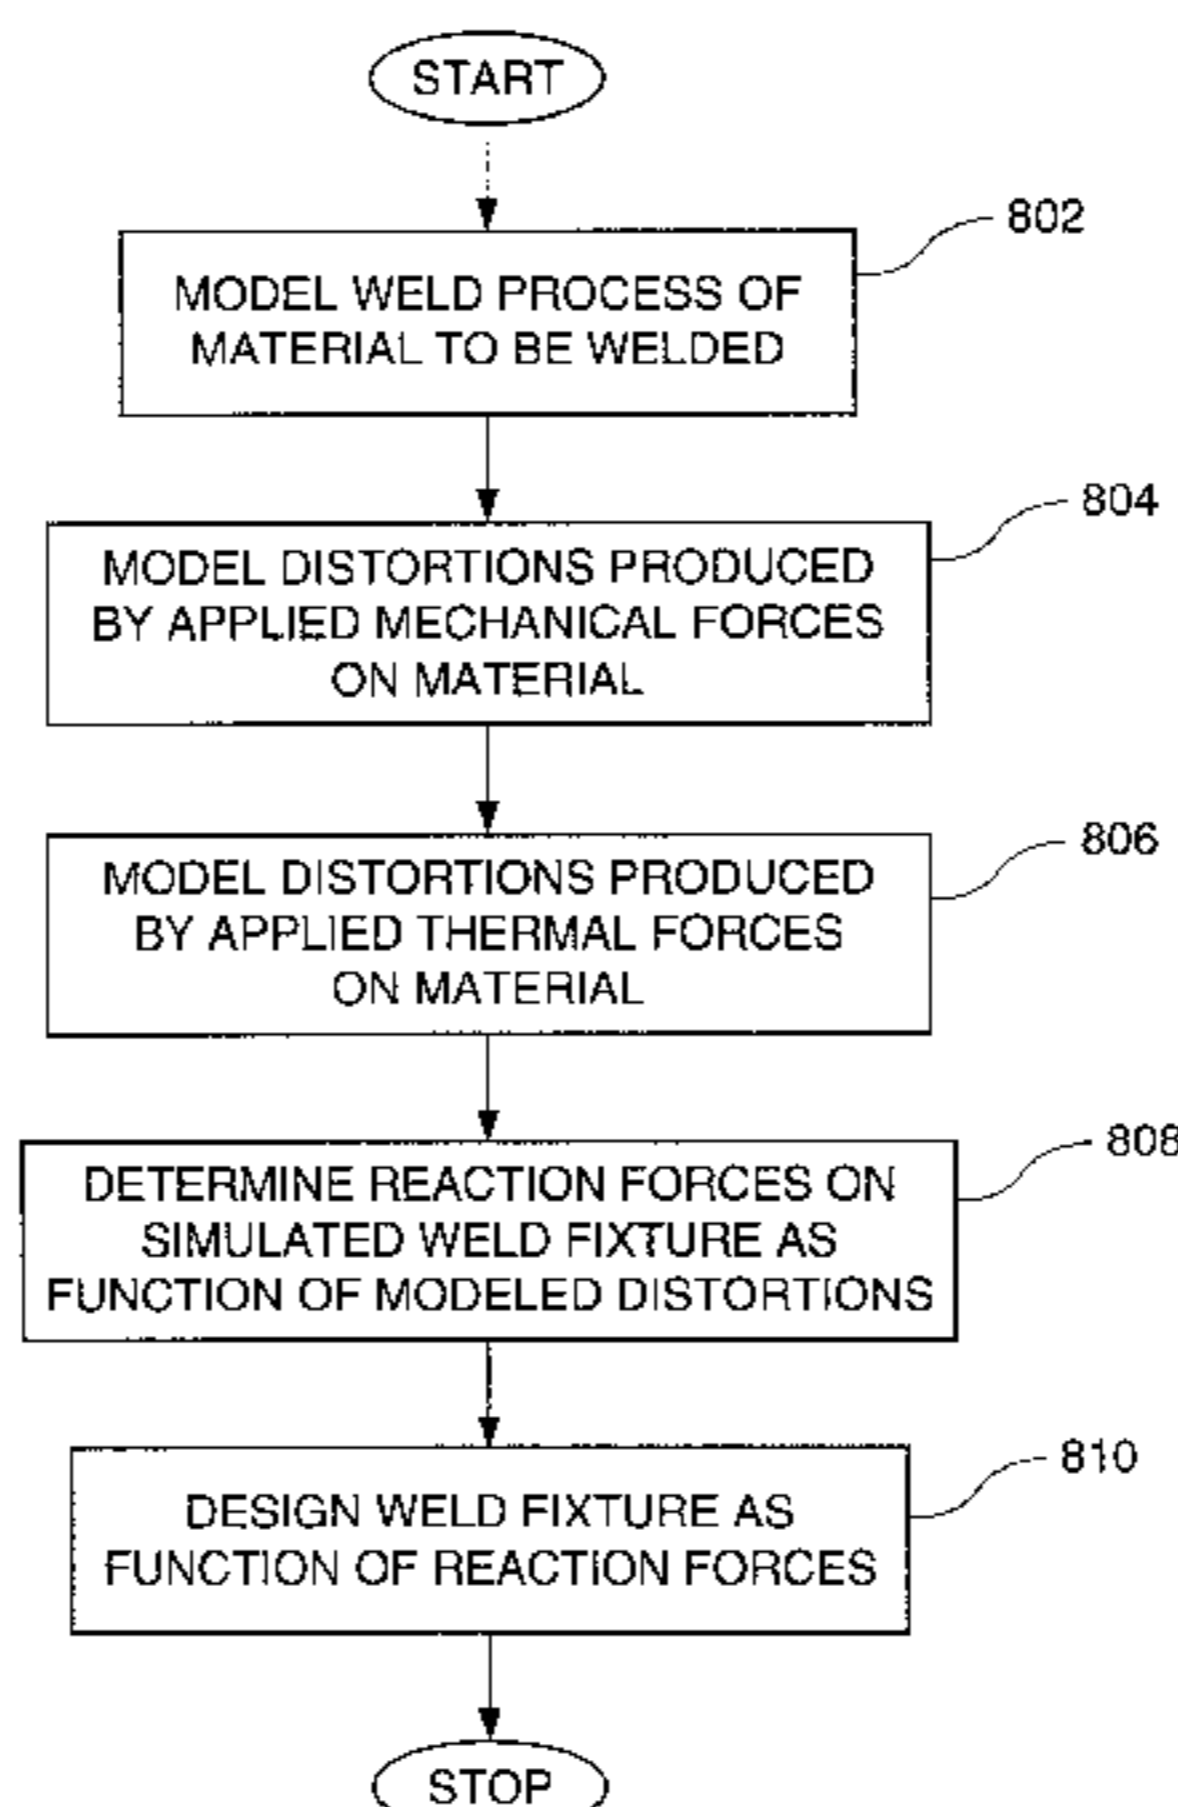 START
802
MODEL WELD PROCESS OF
MATERIAL TO BE WELDED
804
MODEL DISTORTIONS PRODUCED
BY APPLIED MECHANICAL FORCES
ON MATERIAL
806
MODEL DISTORTIONS PRODUCED
BY APPLIED THERMAL FORCES
ON MATERIAL
808
DETERMINE REACTION FORCES ON
SIMULATED WELD FIXTURE AS
FUNCTION OF MODELED DISTORTIONS
810
DESIGN WELD FIXTURE AS
FUNCTION OF REACTION FORCES
STOP